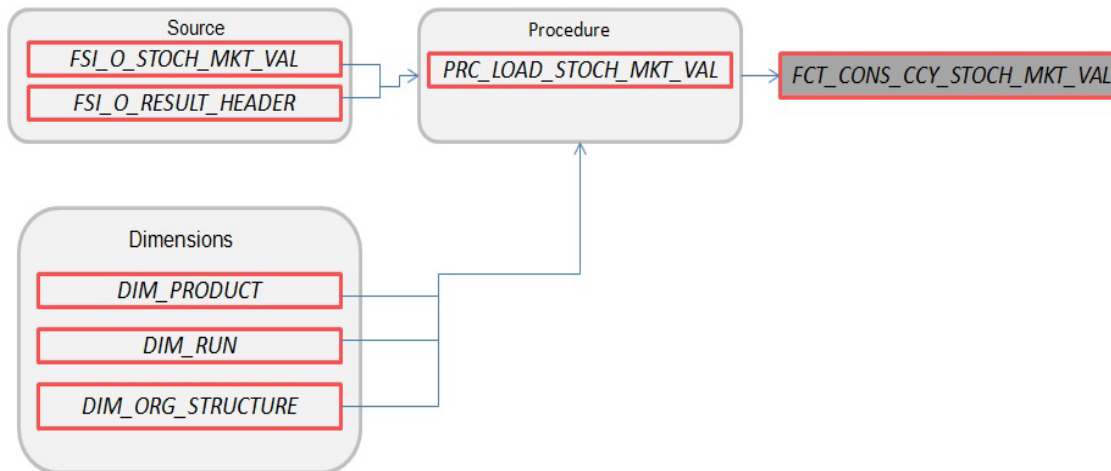 Source
FSI_O_STOCH_MKT_VAL
FSI_O_RESULT_HEADER
Procedure
PRC_LOAD_STOCH_MKT_VAL
FCT_CONS_CCY_STOCH_MKT_VAL
Dimensions
DIM_PRODUCT
DIM_RUN
DIM_ORG_STRUCTURE